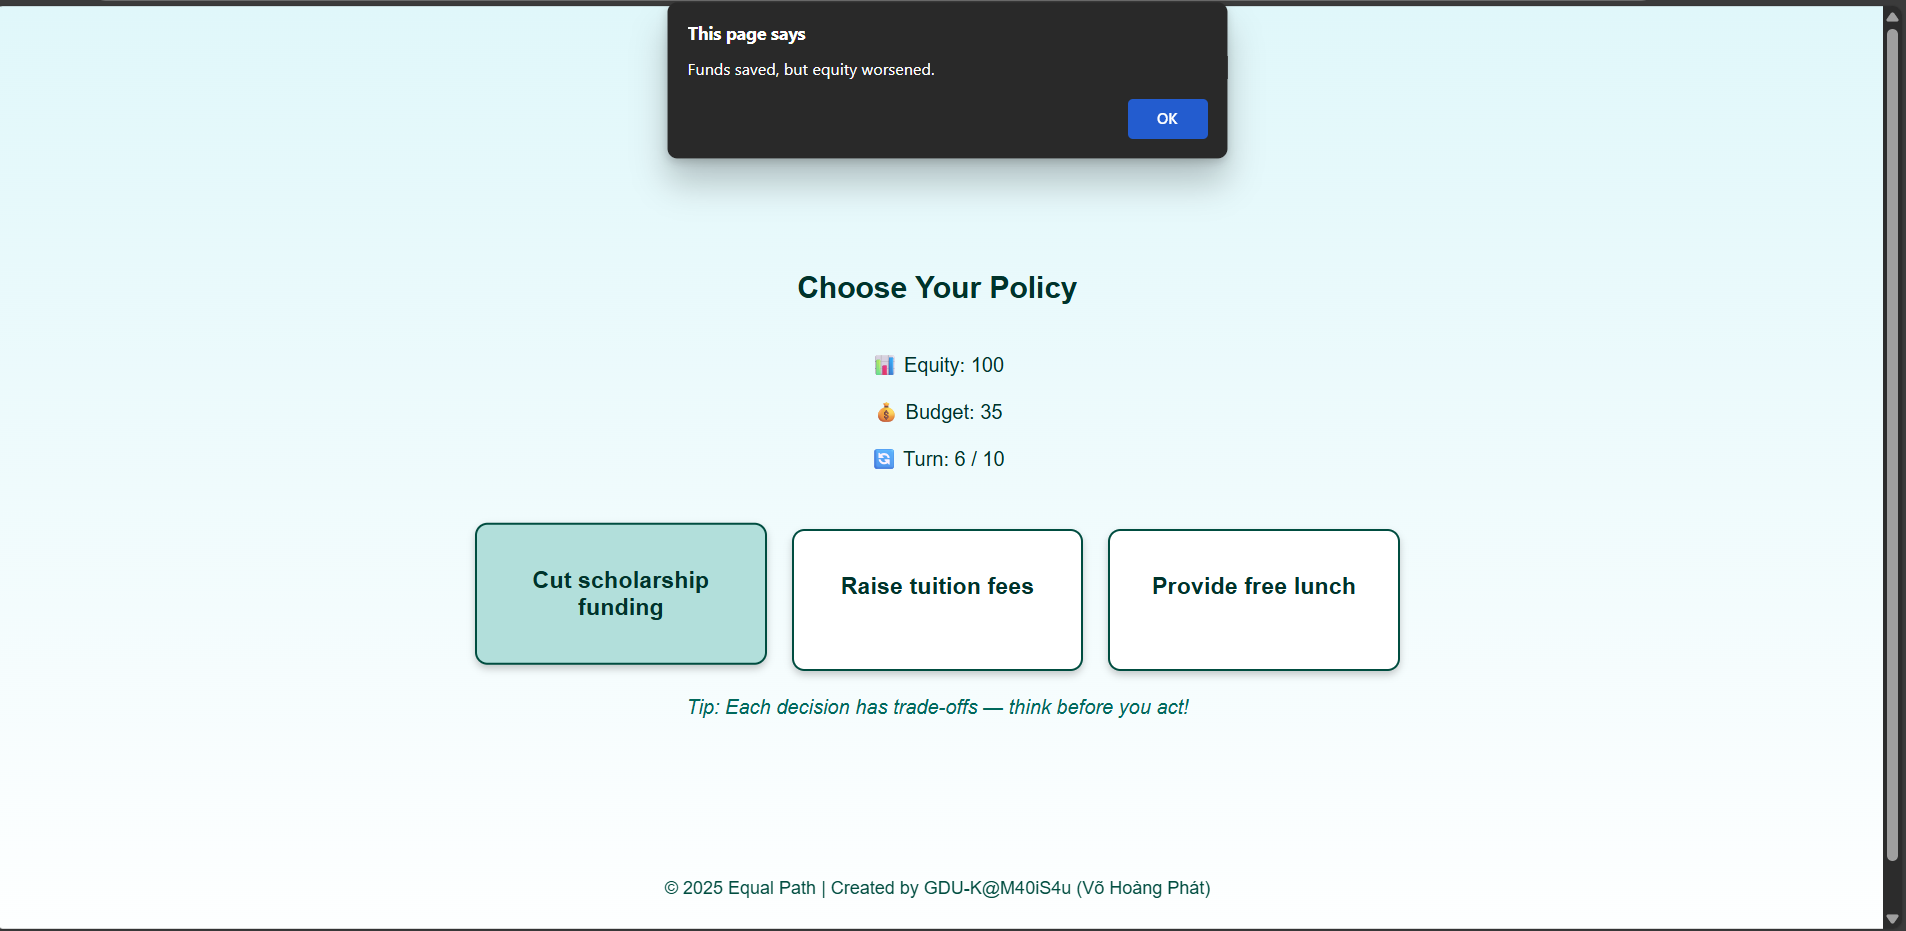 This page says
Funds saved, but equity worsened.
OK
Choose Your Policy
📊 Equity: 100
💰 Budget: 35
🔄 Turn: 6 / 10
Cut scholarship
funding
Raise tuition fees
Provide free lunch
Tip: Each decision has trade-offs — think before you act!
© 2025 Equal Path | Created by GDU-K@M40iS4u (Võ Hoàng Phát)